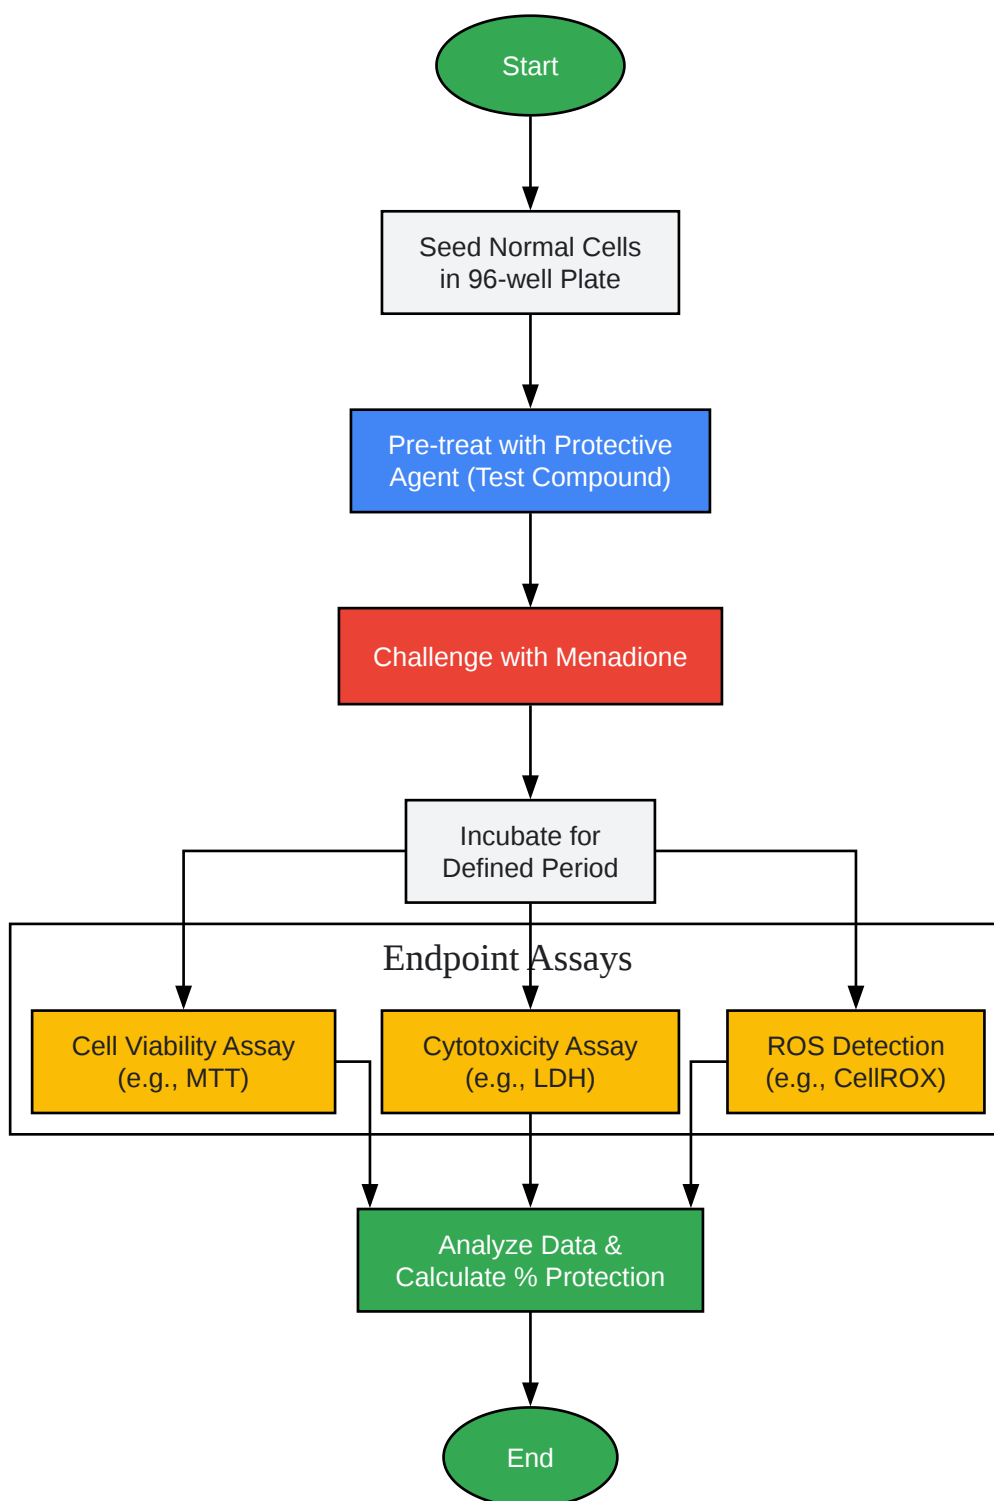 Start
Seed Normal Cells
in 96-well Plate
Pre-treat with Protective
Agent (Test Compound)
Challenge with Menadione
Incubate for
Defined Period
Endpoint Assays
Cell Viability Assay
(e.g., MTT)
Cytotoxicity Assay
(e.g., LDH)
ROS Detection
(e.g., CellROX)
Analyze Data &
Calculate % Protection
End